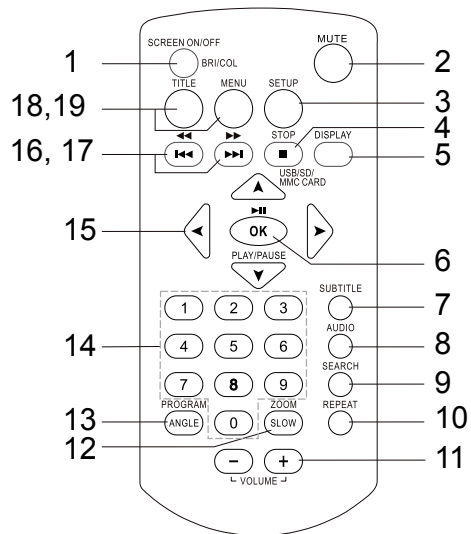 SCREEN ON/OFF
MUTE
1
BRI/COL
2
TITLE
MENU
SETUP
3
18,19
STOP
DISPLAY
4
16, 17
5
USB/SD/
MMC CARD
15
OK
6
PLAY/PAUSE
SUBTITLE
1 2 3
7
AUDIO
14
4 5 6
8
SEARCH
7 8 9
9
PROGRAM
ZOOM
REPEAT
13
ANGLE
0
SLOW
10
12
− +
11
VOLUME